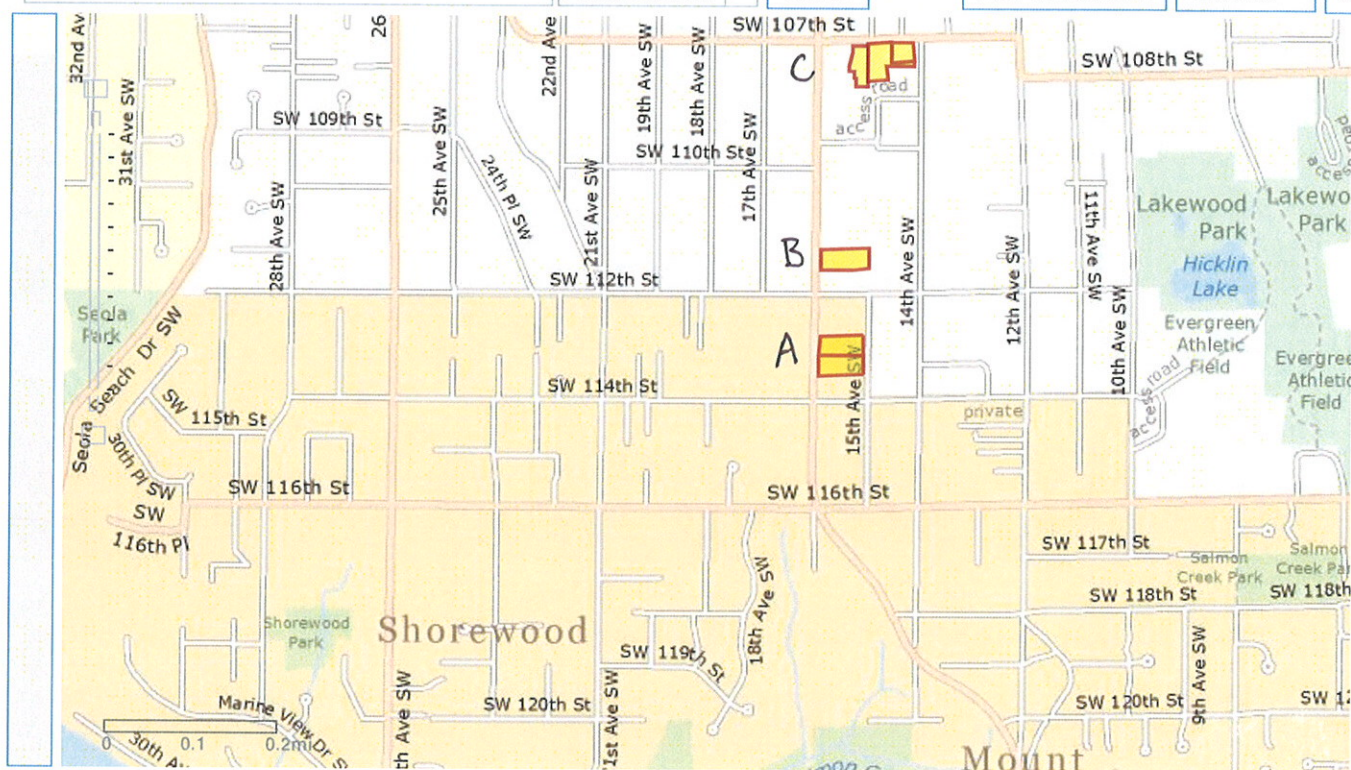 SW 107th St
SW 108th St
32nd Av
31st Ave SW
26
22nd Ave
19th Ave SW
18th Ave SW
C
access road
SW 109th St
25th Ave SW
24th Pl SW
SW 110th St
17th Ave SW
21st Ave SW
28th Ave SW
B
14th Ave SW
12th Ave SW
11th Ave SW
10th Ave SW
Lakewood
Park
Lakewo
Park
Hicklin
Lake
access
SW 112th St
Seola
Park
Seola Beach Dr SW
A
15th Ave SW
Evergreen
Athletic
Field
Evergree
Athletic
Field
access road
SW 114th St
private
SW 115th St
30th Pl SW
SW 116th St
SW 116th St
SW
116th Pl
SW 117th St
Salmon
Creek Park
Salmon
Creek Par
SW 118th St
SW 118th
Shorewood
Park
Shorewood
18th Ave SW
SW 119th St
9th Ave SW
SW 120th St
SW 120th St
SW 12
Marine View Dr S
th Ave SW
1st Ave SW
0 0.1 0.2mi
30th Av
Mount